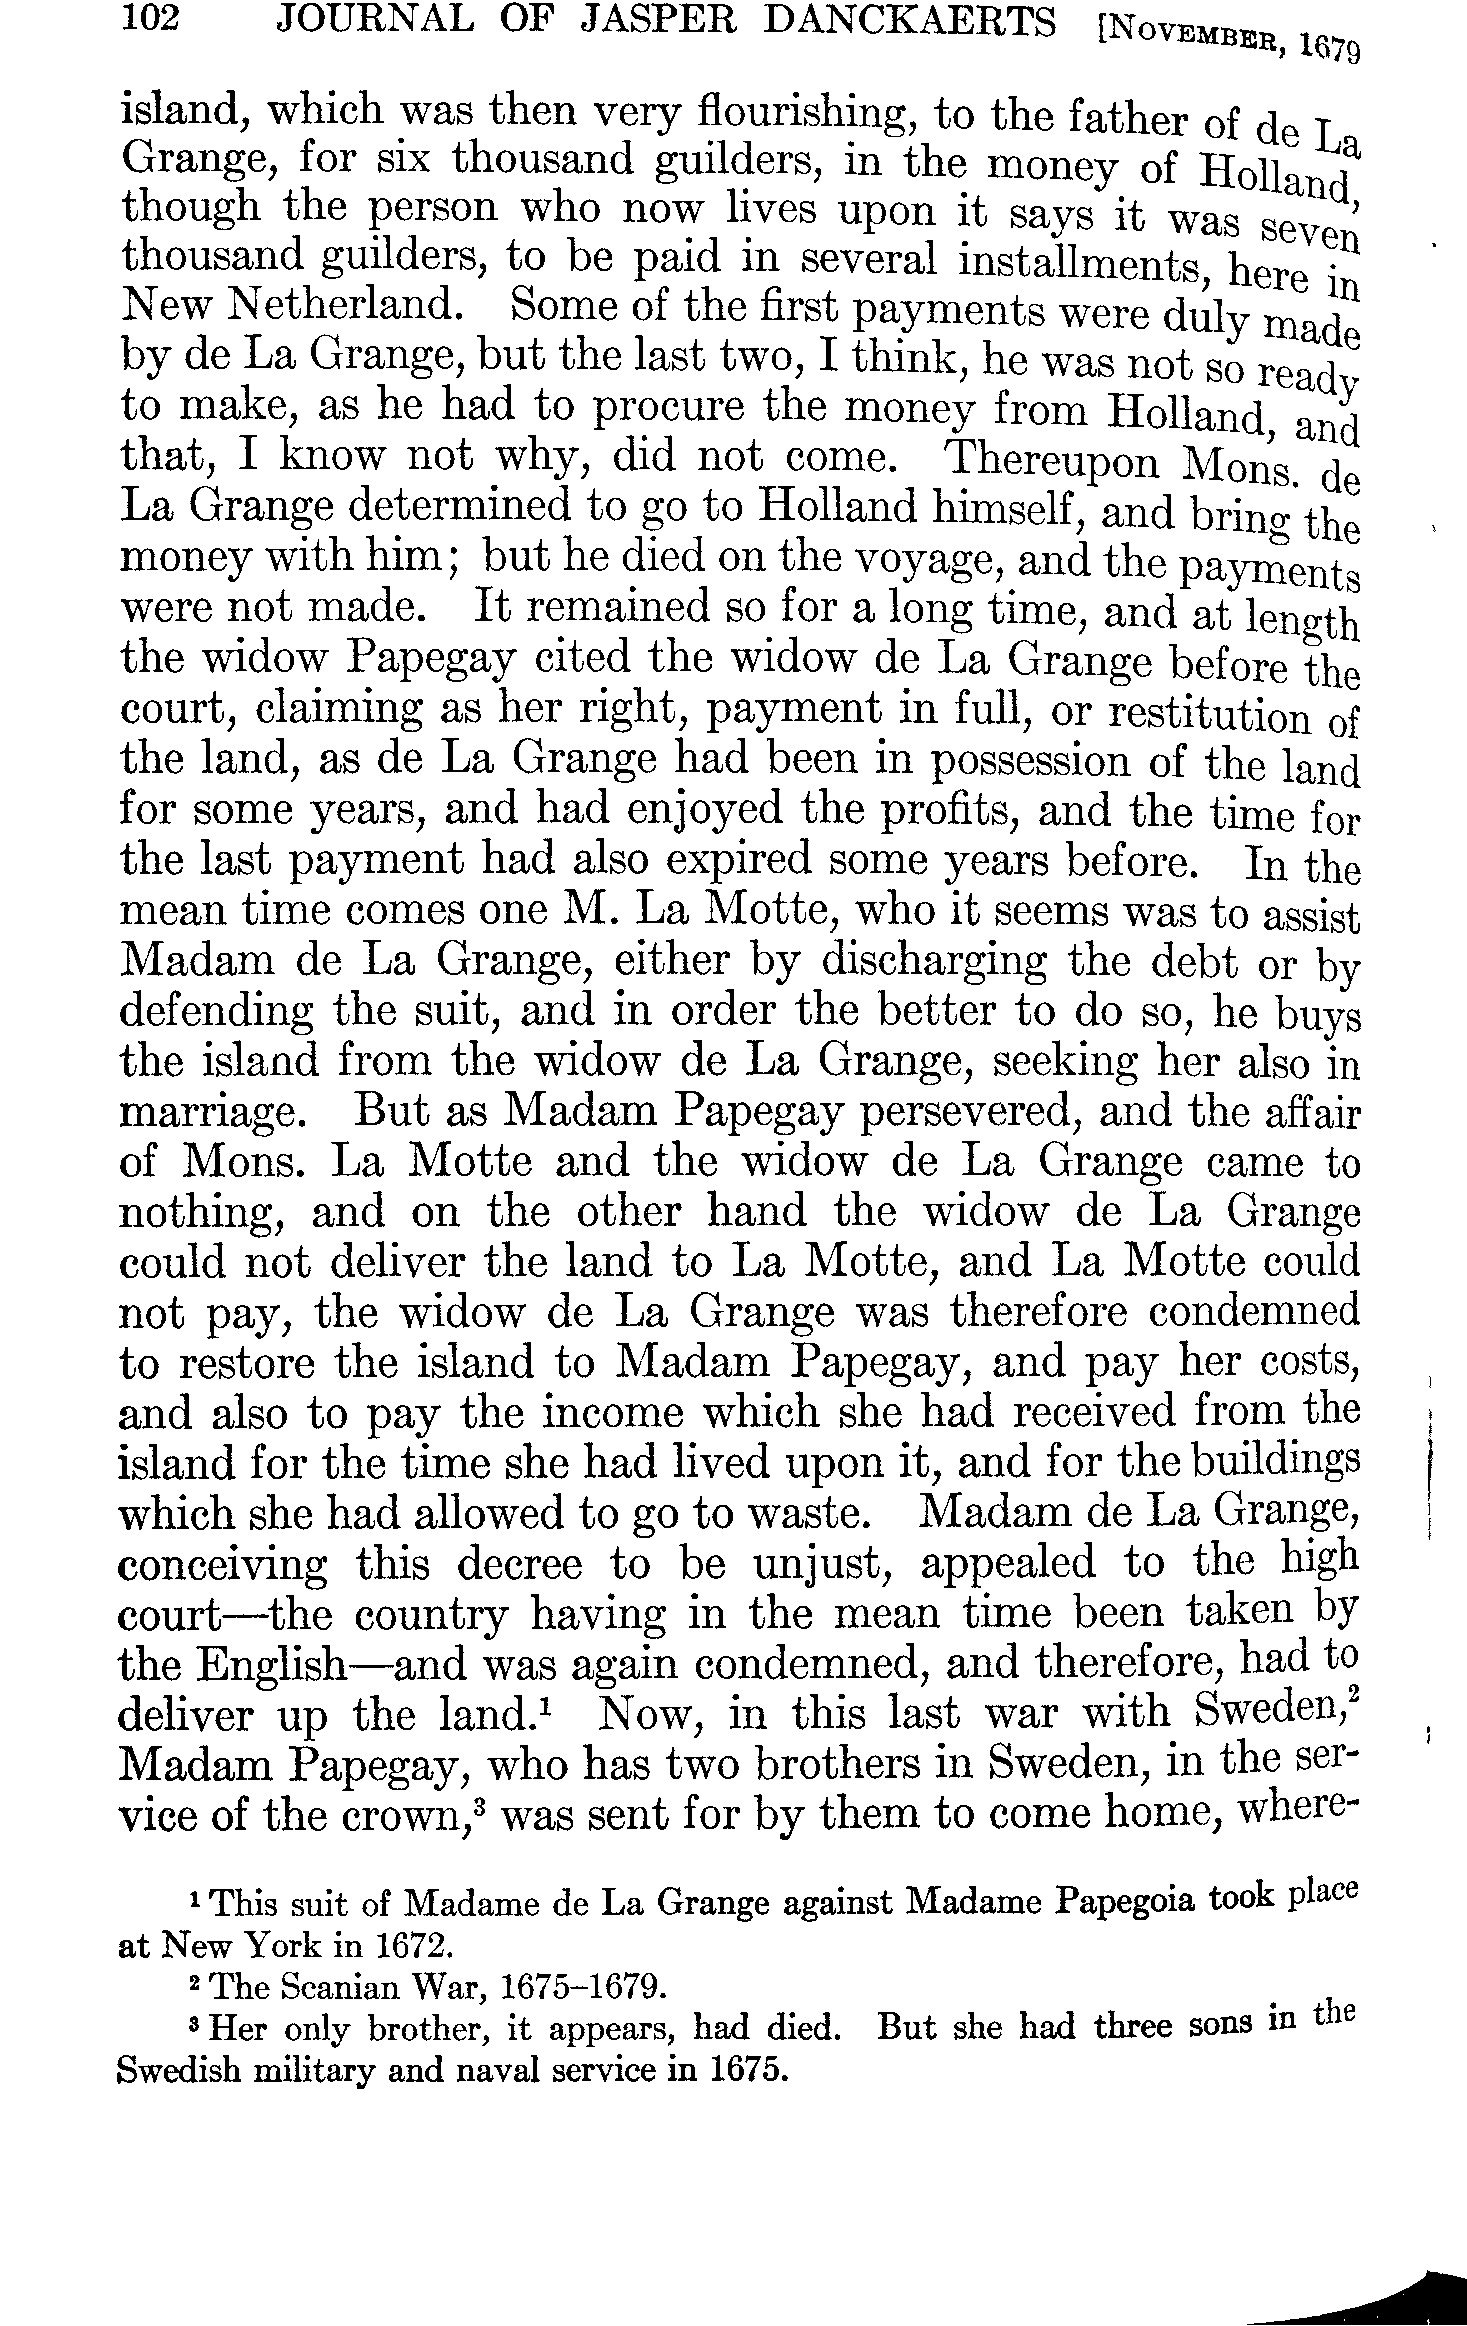 102 JOURNAL OF JASPER DANCKAERTS [NOVEMBER, 1679
island, which was then very flourishing, to the father of de La
Grange, for six thousand guilders, in the money of Holland,
though the person who now lives upon it says it was seven
thousand guilders, to be paid in several installments, here in
New Netherland. Some of the first payments were duly made
by de La Grange, but the last two, I think, he was not so ready
to make, as he had to procure the money from Holland, and
that, I know not why, did not come. Thereupon Mons. de
La Grange determined to go to Holland himself, and bring the
money with him; but he died on the voyage, and the payments
were not made. It remained so for a long time, and at length
the widow Papegay cited the widow de La Grange before the
court, claiming as her right, payment in full, or restitution of
the land, as de La Grange had been in possession of the land
for some years, and had enjoyed the profits, and the time for
the last payment had also expired some years before. In the
mean time comes one M. La Motte, who it seems was to assist
Madam de La Grange, either by discharging the debt or by
defending the suit, and in order the better to do so, he buys
the island from the widow de La Grange, seeking her also in
marriage. But as Madam Papegay persevered, and the affair
of Mons. La Motte and the widow de La Grange came to
nothing, and on the other hand the widow de La Grange
could not deliver the land to La Motte, and La Motte could
not pay, the widow de La Grange was therefore condemned
to restore the island to Madam Papegay, and pay her costs,
and also to pay the income which she had received from the
island for the time she had lived upon it, and for the buildings
which she had allowed to go to waste. Madam de La Grange,
conceiving this decree to be unjust, appealed to the high
court—the country having in the mean time been taken by
the English—and was again condemned, and therefore, had to
deliver up the land.¹ Now, in this last war with Sweden,²
Madam Papegay, who has two brothers in Sweden, in the ser-
vice of the crown,³ was sent for by them to come home, where-
¹ This suit of Madame de La Grange against Madame Papegoia took place
at New York in 1672.
² The Scanian War, 1675–1679.
³ Her only brother, it appears, had died. But she had three sons in the
Swedish military and naval service in 1675.